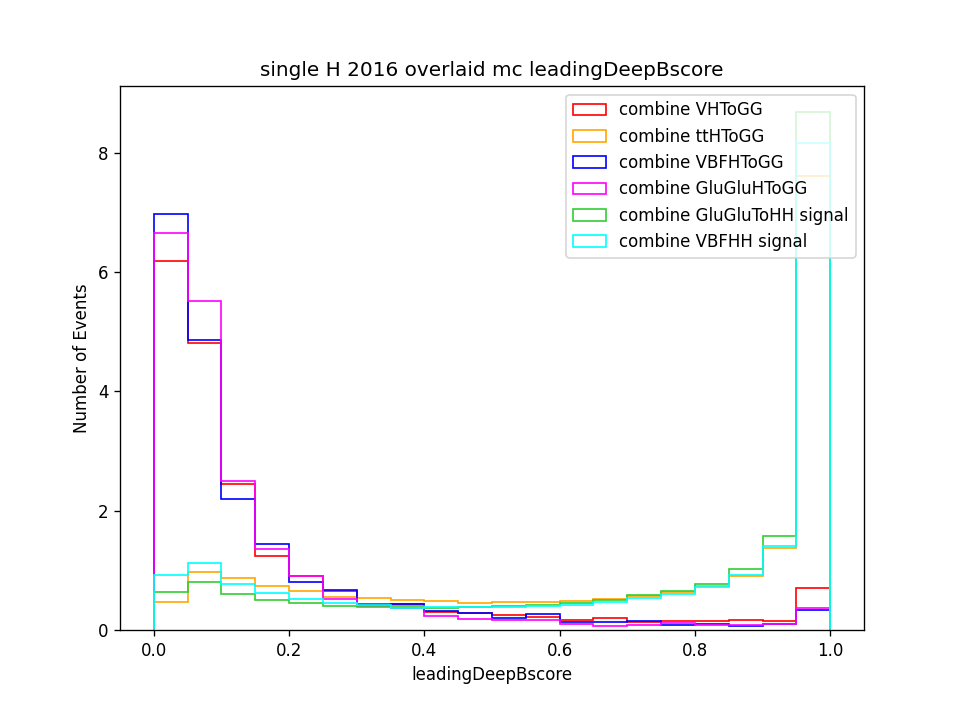 single H 2016 overlaid mc leadingDeepBscore
combine VHToGG
combine ttHToGG
combine VBFHToGG
combine GluGluHToGG
combine GluGluToHH signal
combine VBFHH signal
Number of Events
8
6
4
2
0
0.0 0.2 0.4 0.6 0.8 1.0
leadingDeepBscore